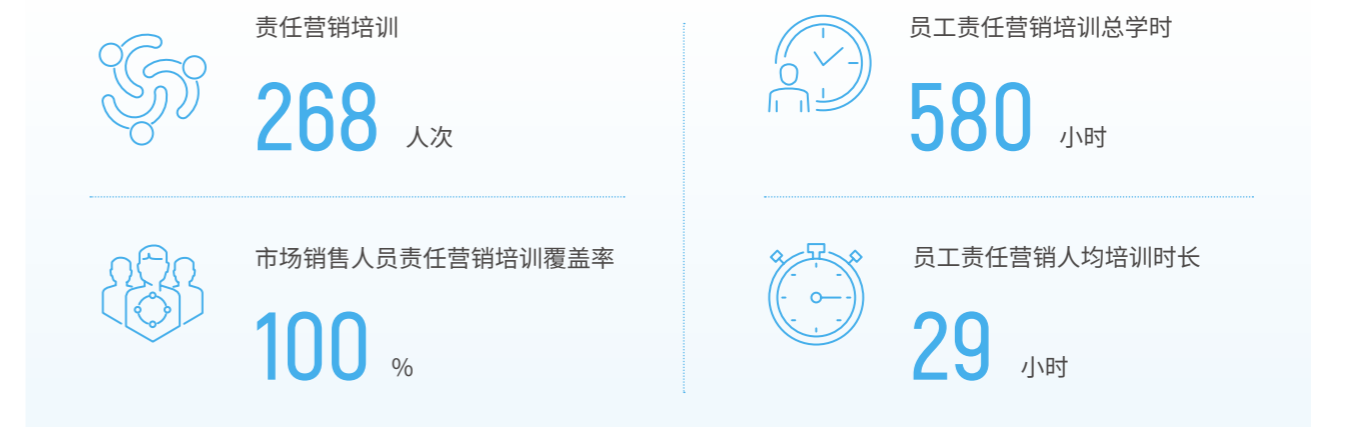 责任营销培训
268 人次
员工责任营销培训总学时
580 小时
市场销售人员责任营销培训覆盖率
100 %
员工责任营销人均培训时长
29 小时